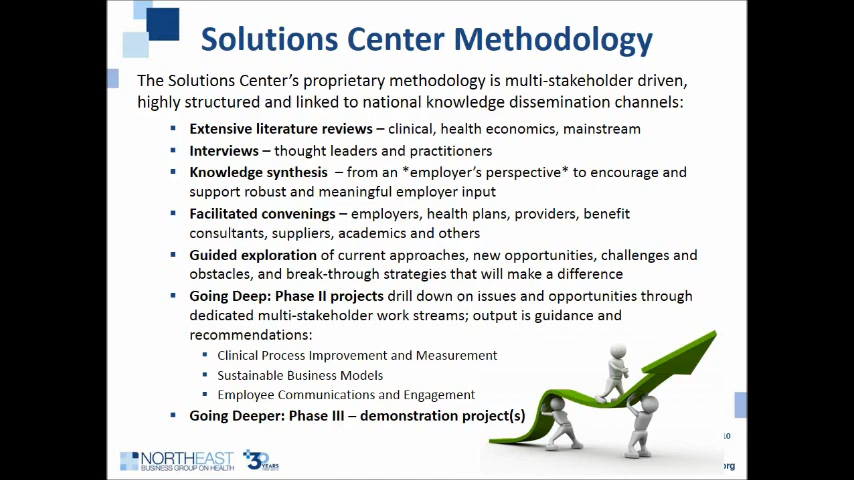 Solutions Center Methodology
The Solutions Center's proprietary methodology is multi-stakeholder driven,
highly structured and linked to national knowledge dissemination channels:
▪ Extensive literature reviews – clinical, health economics, mainstream
▪ Interviews – thought leaders and practitioners
▪ Knowledge synthesis – from an *employer's perspective* to encourage and
support robust and meaningful employer input
▪ Facilitated convenings – employers, health plans, providers, benefit
consultants, suppliers, academics and others
▪ Guided exploration of current approaches, new opportunities, challenges and
obstacles, and break-through strategies that will make a difference
▪ Going Deep: Phase II projects drill down on issues and opportunities through
dedicated multi-stakeholder work streams; output is guidance and
recommendations:
▪ Clinical Process Improvement and Measurement
▪ Sustainable Business Models
▪ Employee Communications and Engagement
▪ Going Deeper: Phase III – demonstration project(s)
10
NORTHEAST
BUSINESS GROUP ON HEALTH
30
YEARS
org